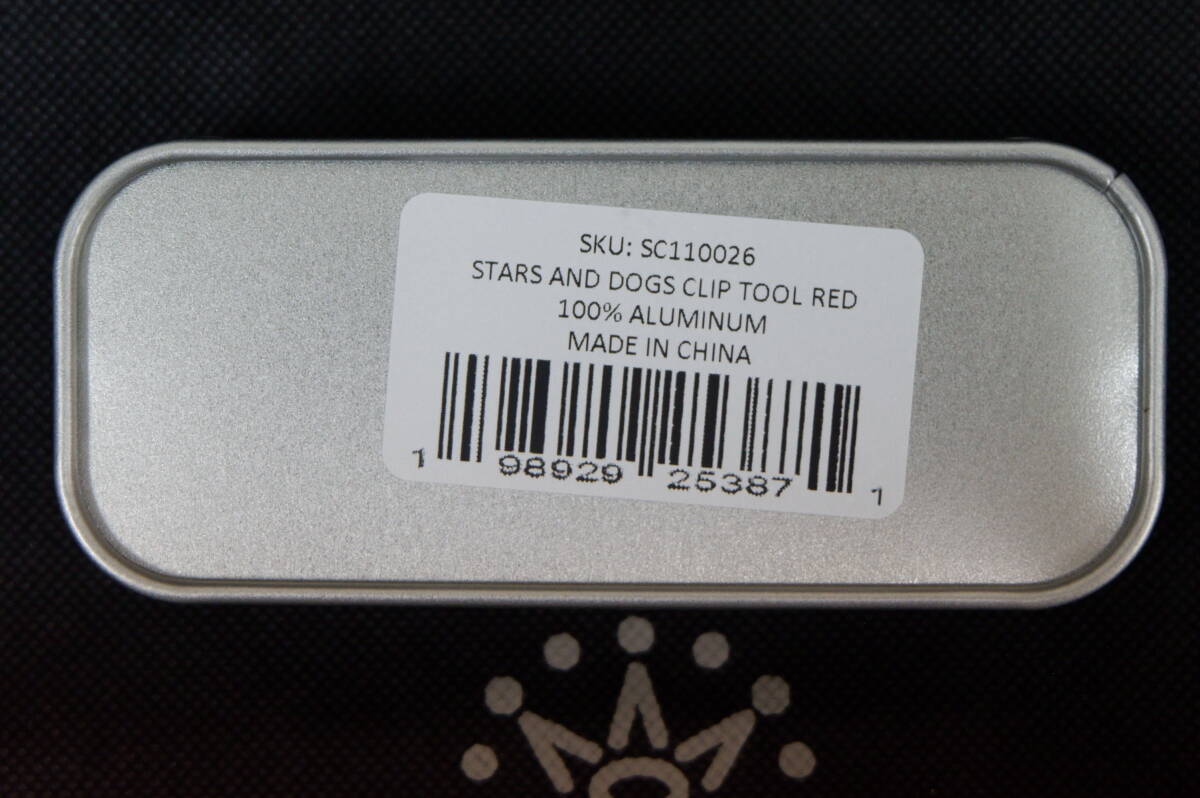 SKU: SC110026
STARS AND DOGS CLIP TOOL RED
100% ALUMINUM
MADE IN CHINA
1 98929 25387 1